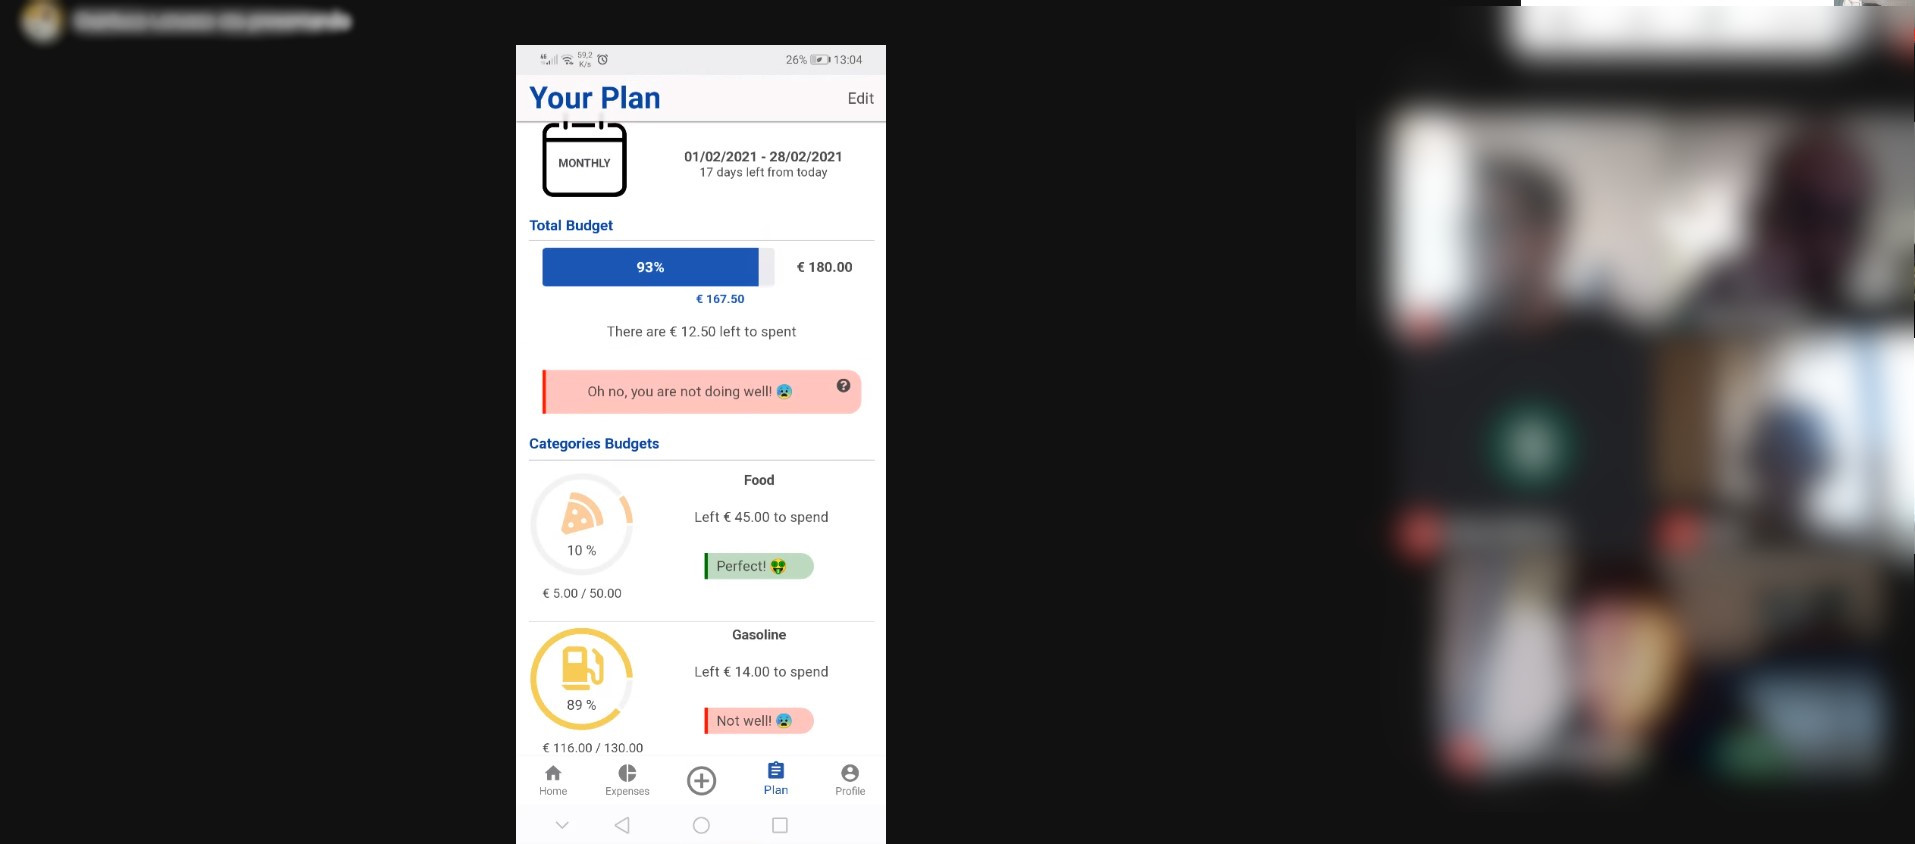 59,2
K/s
26%
13:04
Your Plan
Edit
MONTHLY
01/02/2021 - 28/02/2021
17 days left from today
Total Budget
93%
€ 180.00
€ 167.50
There are € 12.50 left to spent
Oh no, you are not doing well! 😰
?
Categories Budgets
Food
Left € 45.00 to spend
10 %
Perfect! 🤑
€ 5.00 / 50.00
Gasoline
Left € 14.00 to spend
89 %
Not well! 😰
€ 116.00 / 130.00
Home
Expenses
Plan
Profile